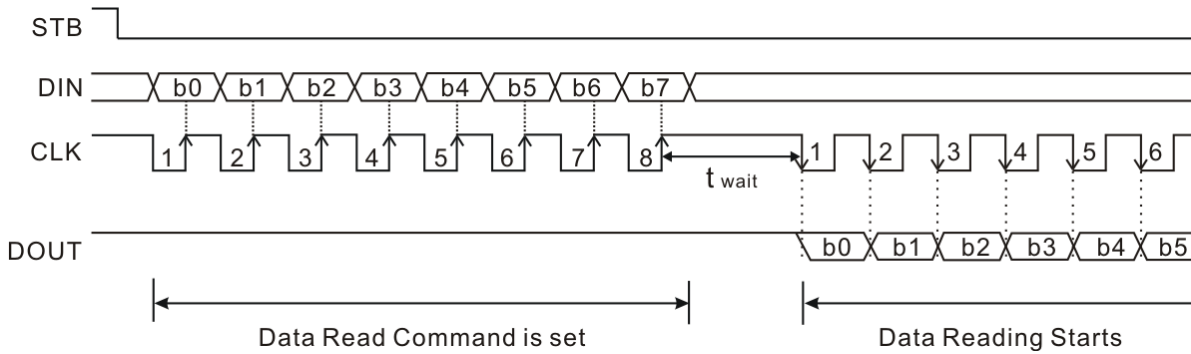 STB
DIN b0 b1 b2 b3 b4 b5 b6 b7
CLK 1 2 3 4 5 6 7 8 t wait 1 2 3 4 5 6
DOUT b0 b1 b2 b3 b4 b5
Data Read Command is set Data Reading Starts